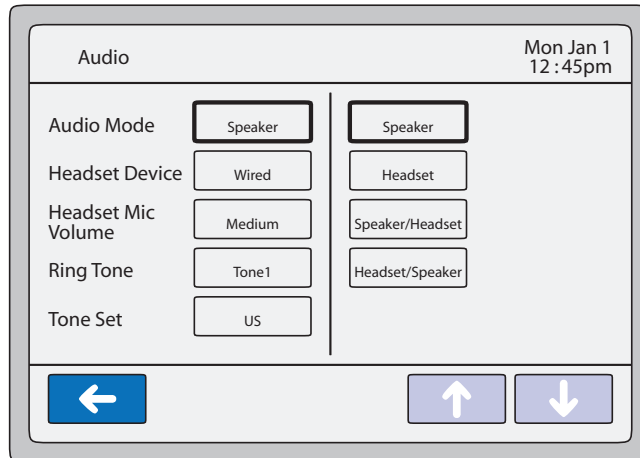 Audio
Mon Jan 1
12 : 45pm
Audio Mode
Speaker
Speaker
Headset Device
Wired
Headset
Headset Mic
Volume
Medium
Speaker/Headset
Ring Tone
Tone1
Headset/Speaker
Tone Set
US